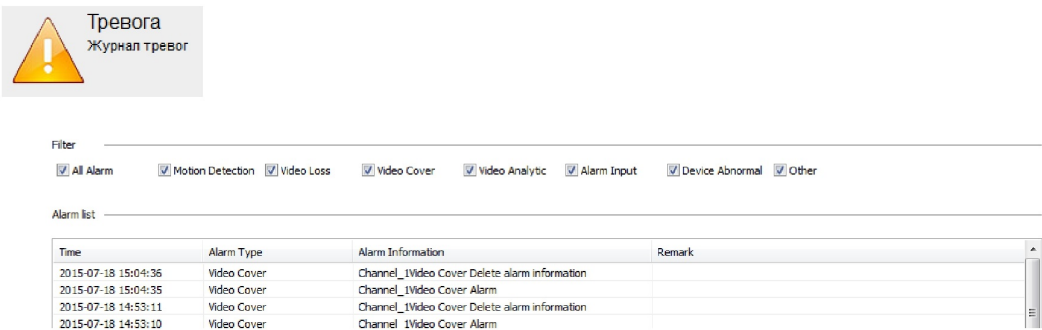 Тревога
Журнал тревог
Filter
All Alarm Motion Detection Video Loss Video Cover Video Analytic Alarm Input Device Abnormal Other
Alarm list
Time Alarm Type Alarm Information Remark
2015-07-18 15:04:36 Video Cover Channel_1Video Cover Delete alarm information
2015-07-18 15:04:35 Video Cover Channel_1Video Cover Alarm
2015-07-18 14:53:11 Video Cover Channel_1Video Cover Delete alarm information
2015-07-18 14:53:10 Video Cover Channel_1Video Cover Alarm